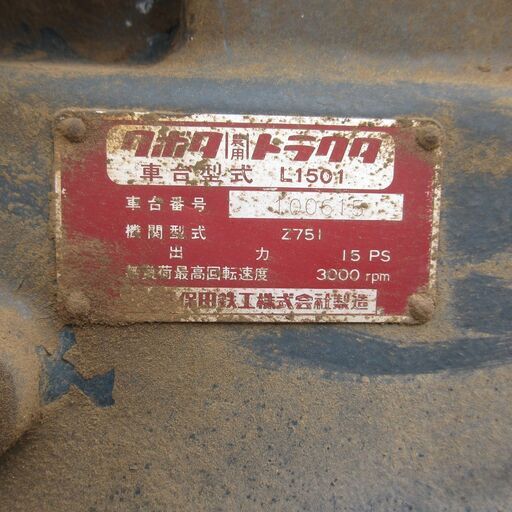 クボタ農用トラクタ
車台型式 L1501
車台番号 100615
機関型式 Z751
出力 15 PS
無負荷最高回転速度 3000 rpm
久保田鉄工株式会社製造